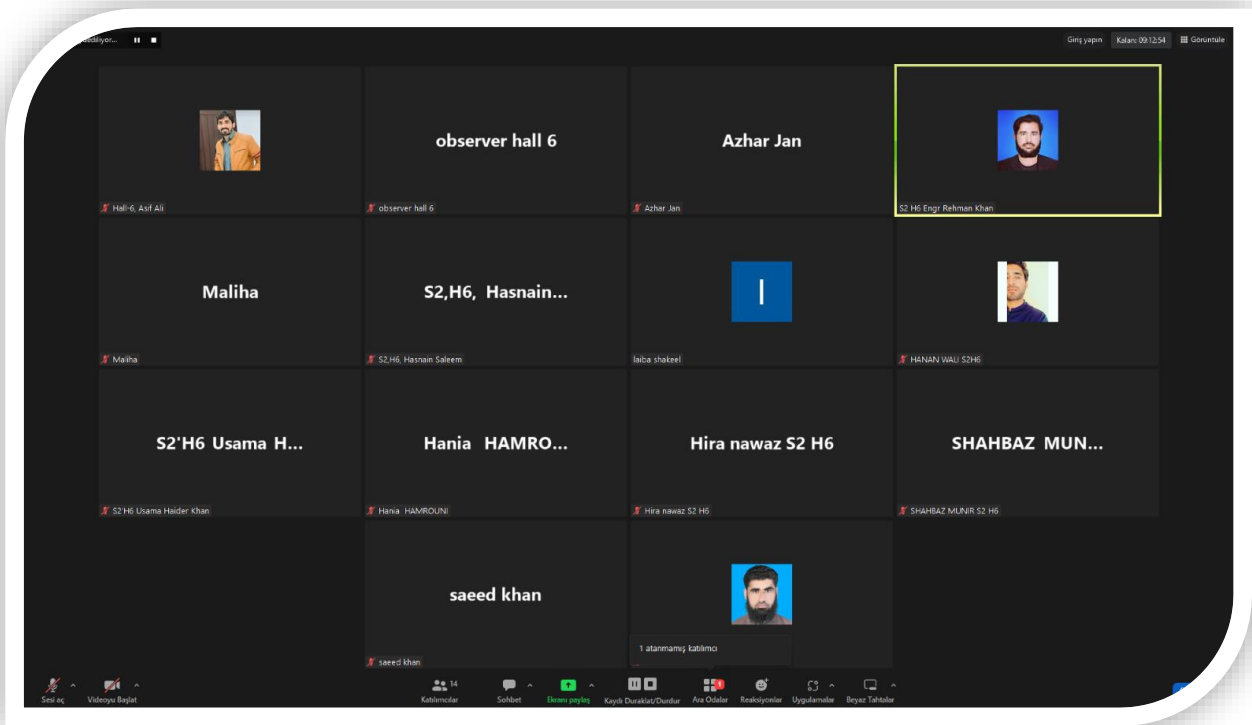 Giriş yapın Kalan: 09:12:54 Görüntüle
observer hall 6
Azhar Jan
Hall-6, Asif Ali
observer hall 6
Azhar Jan
S2 H6 Engr Rehman Khan
Maliha
S2,H6, Hasnain...
I
Maliha
S2,H6, Hasnain Saleem
laiba shakeel
HANAN WALI S2H6
S2'H6 Usama H...
Hania HAMRO...
Hira nawaz S2 H6
SHAHBAZ MUN...
S2'H6 Usama Haider Khan
Hania HAMROUNI
Hira nawaz S2 H6
SHAHBAZ MUNIR S2 H6
saeed khan
1 atanmamış katılımcı
saeed khan
14
1
Sesi aç
Videoyu Başlat
Katılımcılar
Sohbet
Ekranı paylaş
Kaydı Duraklat/Durdur
Ara Odalar
Reaksiyonlar
Uygulamalar
Beyaz Tahtalar